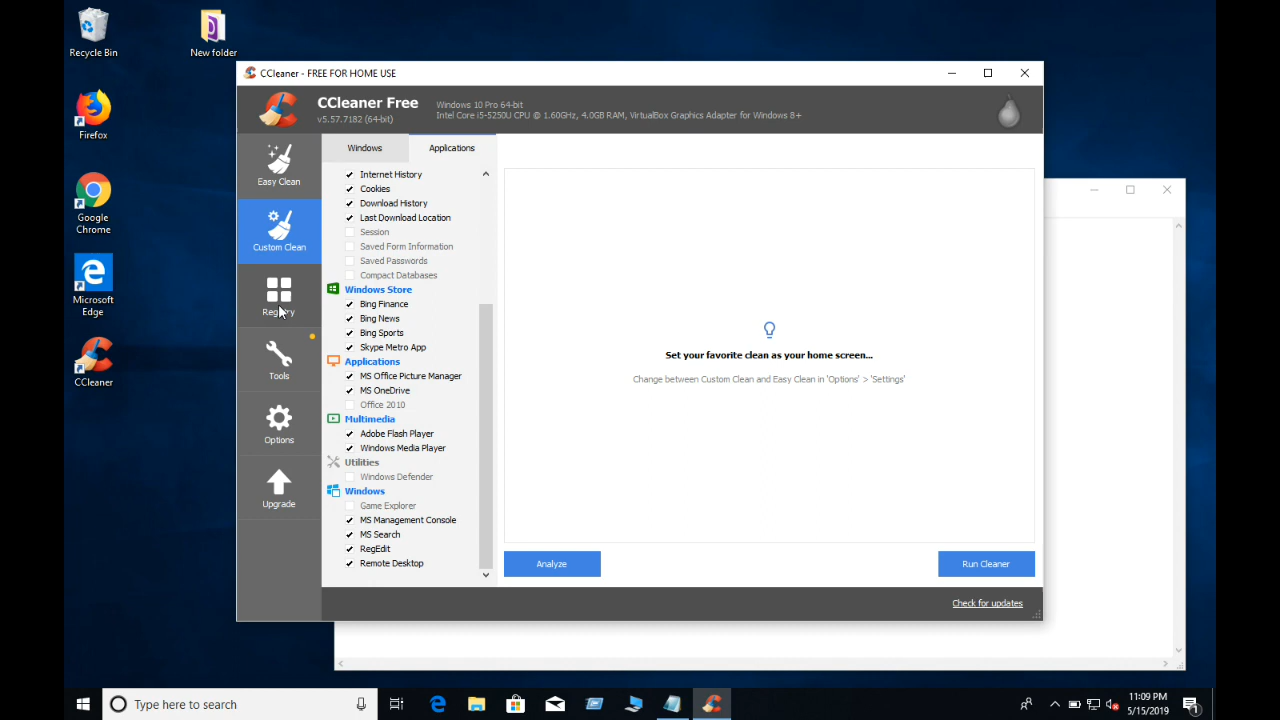 Recycle Bin
New folder
Firefox
Google
Chrome
Microsoft
Edge
CCleaner
CCleaner - FREE FOR HOME USE
CCleaner Free
v5.57.7182 (64-bit)
Windows 10 Pro 64-bit
Intel Core i5-5250U CPU @ 1.60GHz, 4.0GB RAM, VirtualBox Graphics Adapter for Windows 8+
Easy Clean
Custom Clean
Registry
Tools
Options
Upgrade
Windows
Applications
Internet History
Cookies
Download History
Last Download Location
Session
Saved Form Information
Saved Passwords
Compact Databases
Windows Store
Bing Finance
Bing News
Bing Sports
Skype Metro App
Applications
MS Office Picture Manager
MS OneDrive
Office 2010
Multimedia
Adobe Flash Player
Windows Media Player
Utilities
Windows Defender
Windows
Game Explorer
MS Management Console
MS Search
RegEdit
Remote Desktop
Set your favorite clean as your home screen...
Change between Custom Clean and Easy Clean in 'Options' > 'Settings'
Analyze
Run Cleaner
Check for updates
Type here to search
11:09 PM
5/15/2019
1